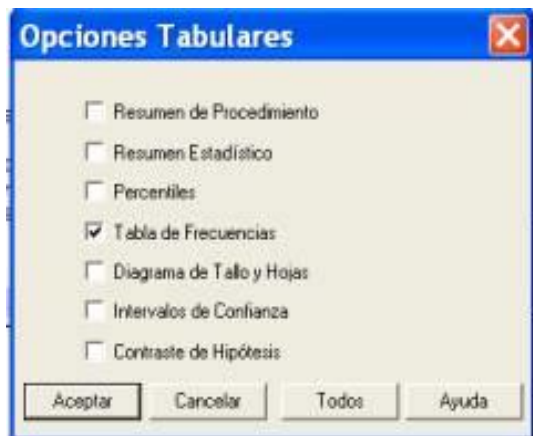 Opciones Tabulares
Resumen de Procedimiento
Resumen Estadístico
Percentiles
Tabla de Frecuencias
Diagrama de Tallo y Hojas
Intervalos de Confianza
Contraste de Hipótesis
Aceptar Cancelar Todos Ayuda